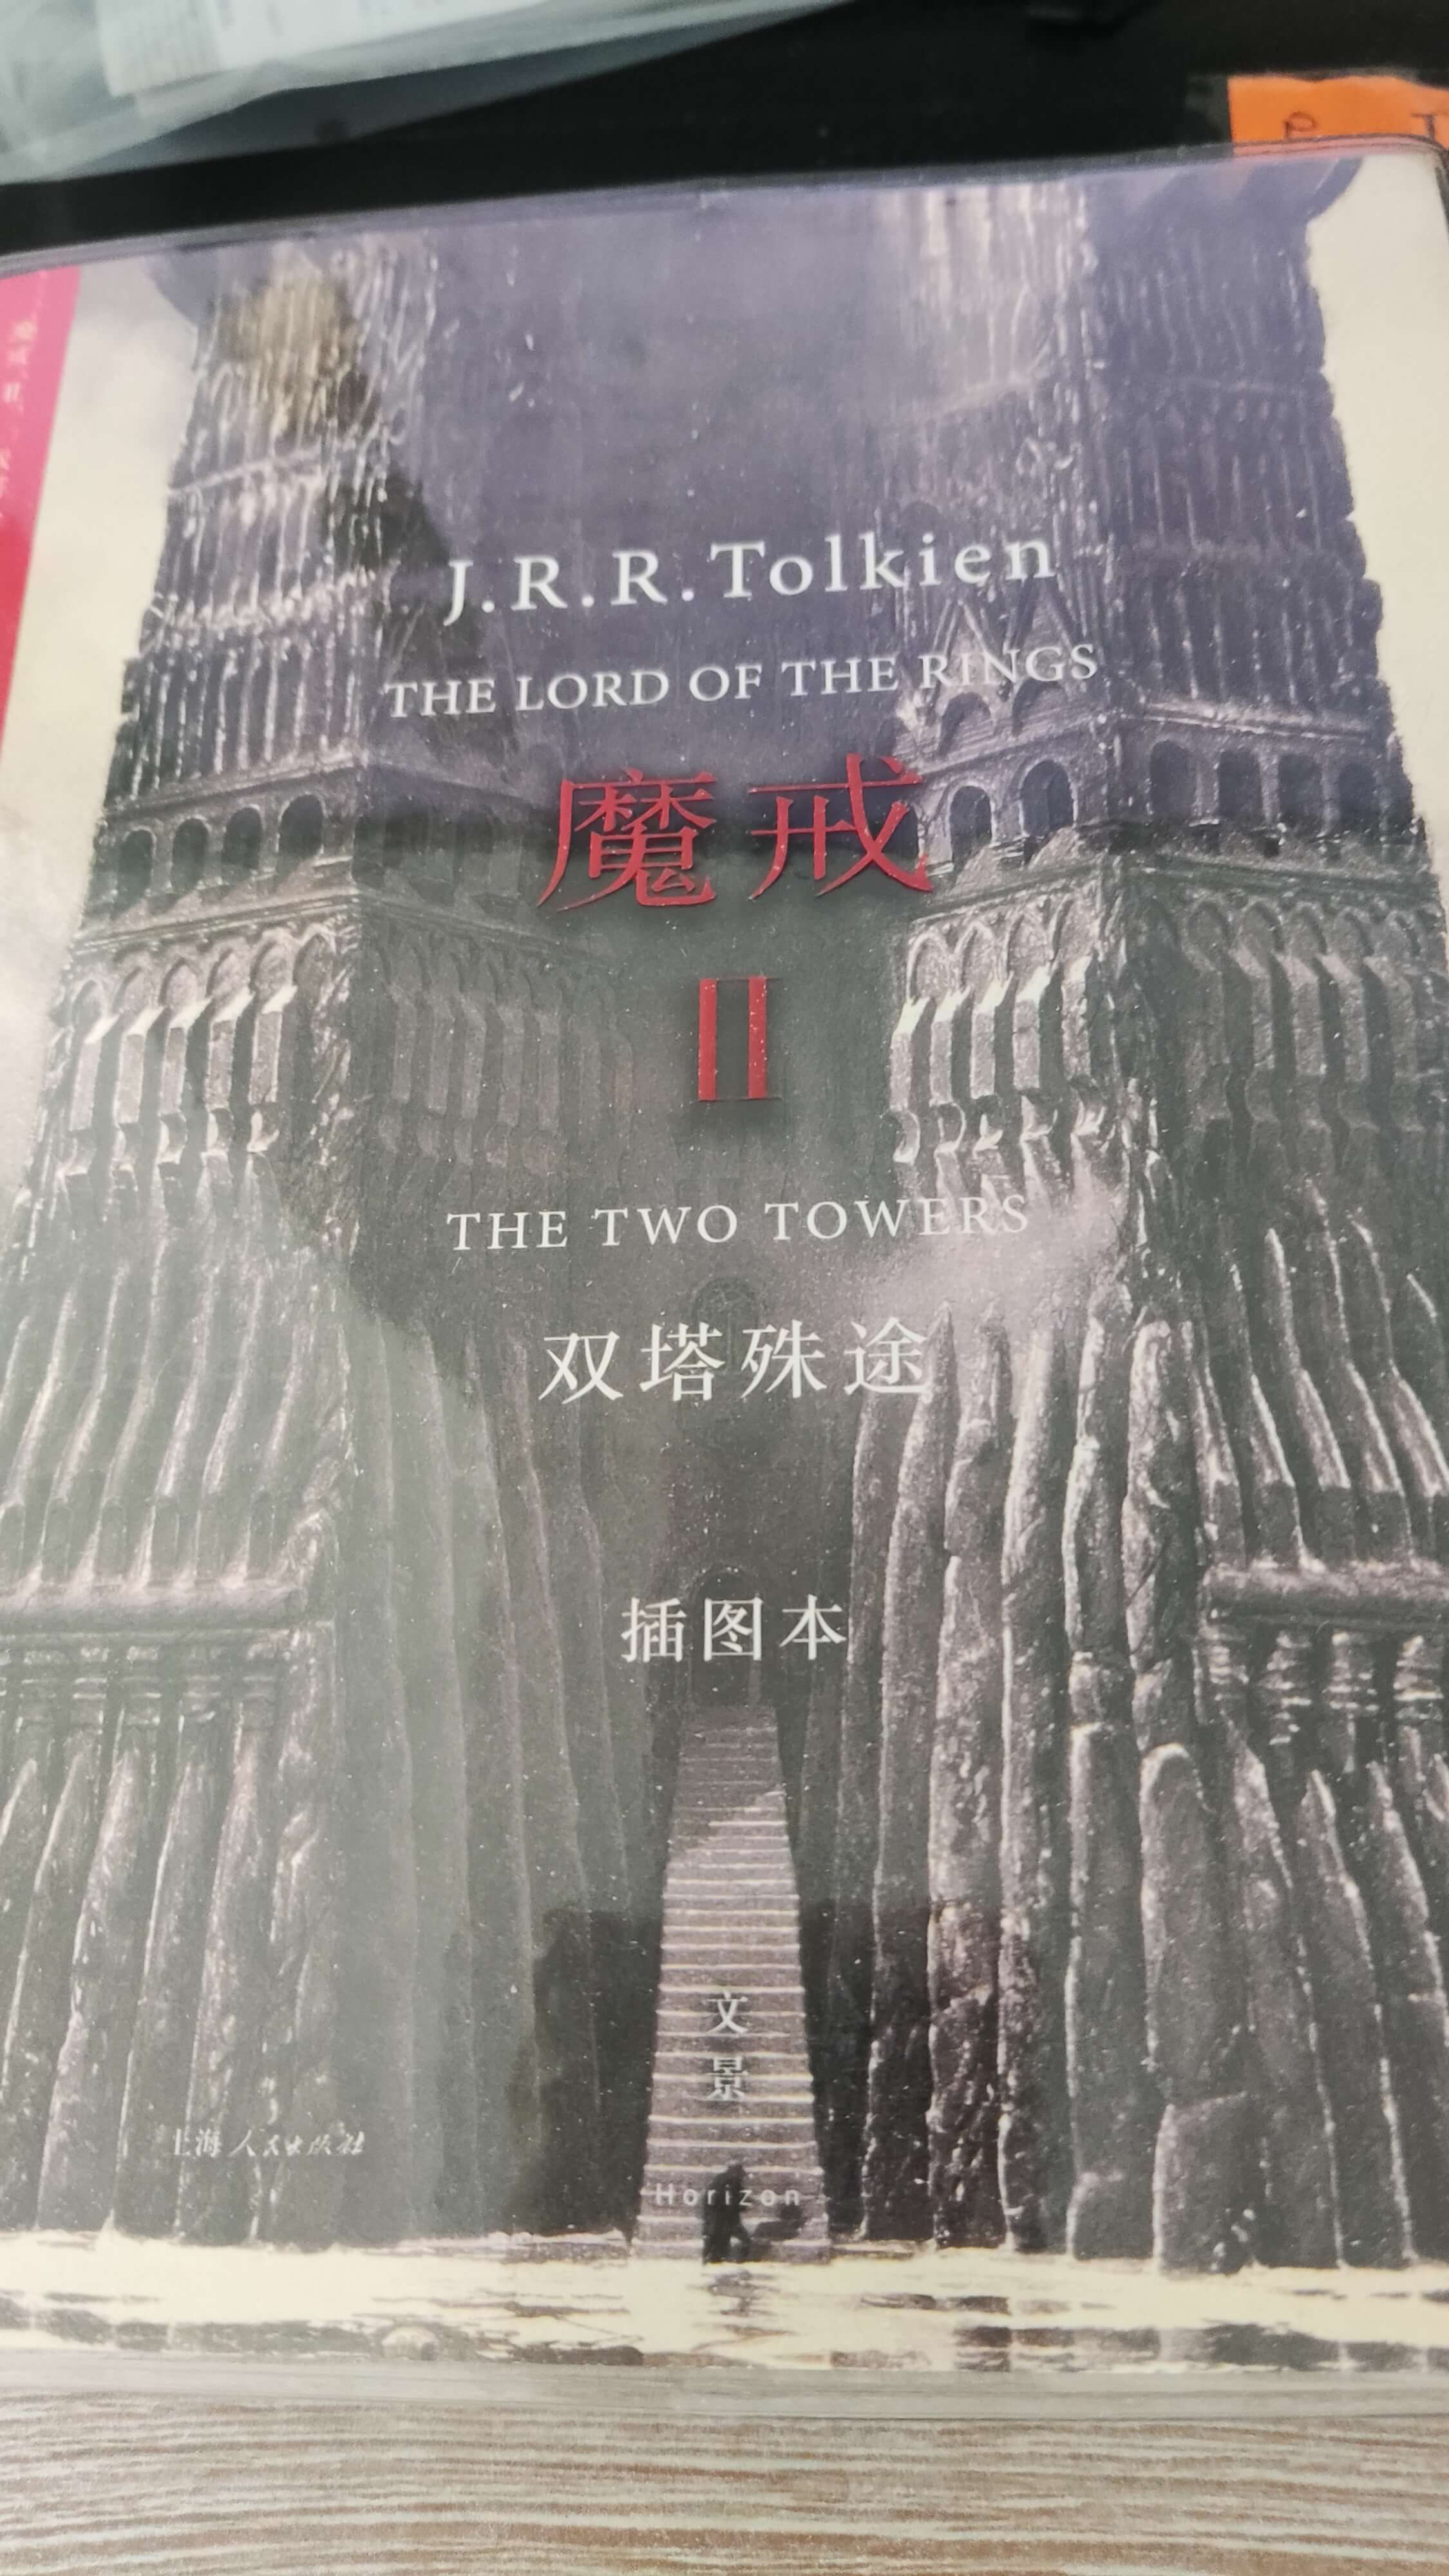 J.R.R.Tolkien
THE LORD OF THE RINGS
魔戒
II
THE TWO TOWERS
双塔殊途
插图本
文景
上海人民出版社
Horizon